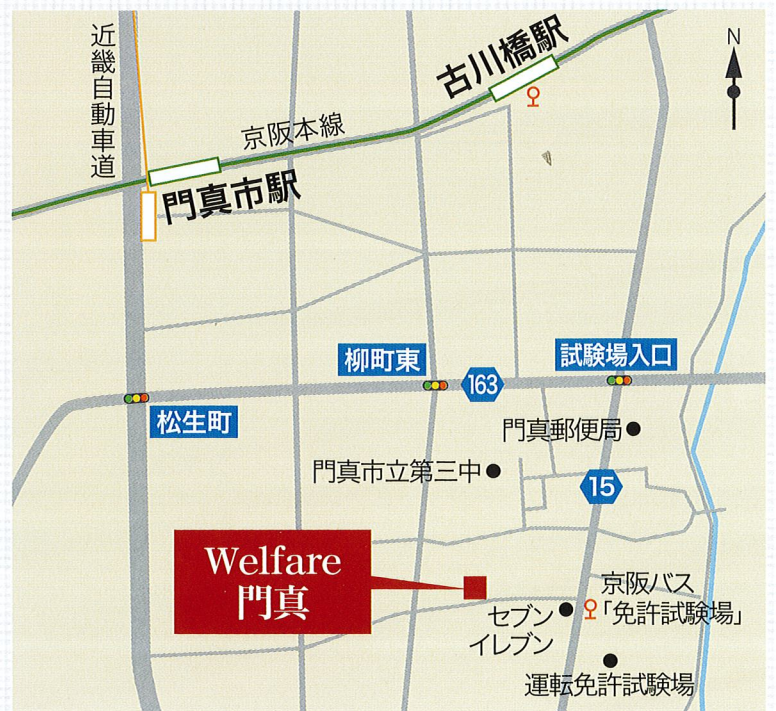 近畿自動車道
古川橋駅
N
京阪本線
門真市駅
柳町東
163
試験場入口
松生町
門真郵便局
門真市立第三中
15
Welfare
門真
京阪バス
「免許試験場」
セブン
イレブン
運転免許試験場